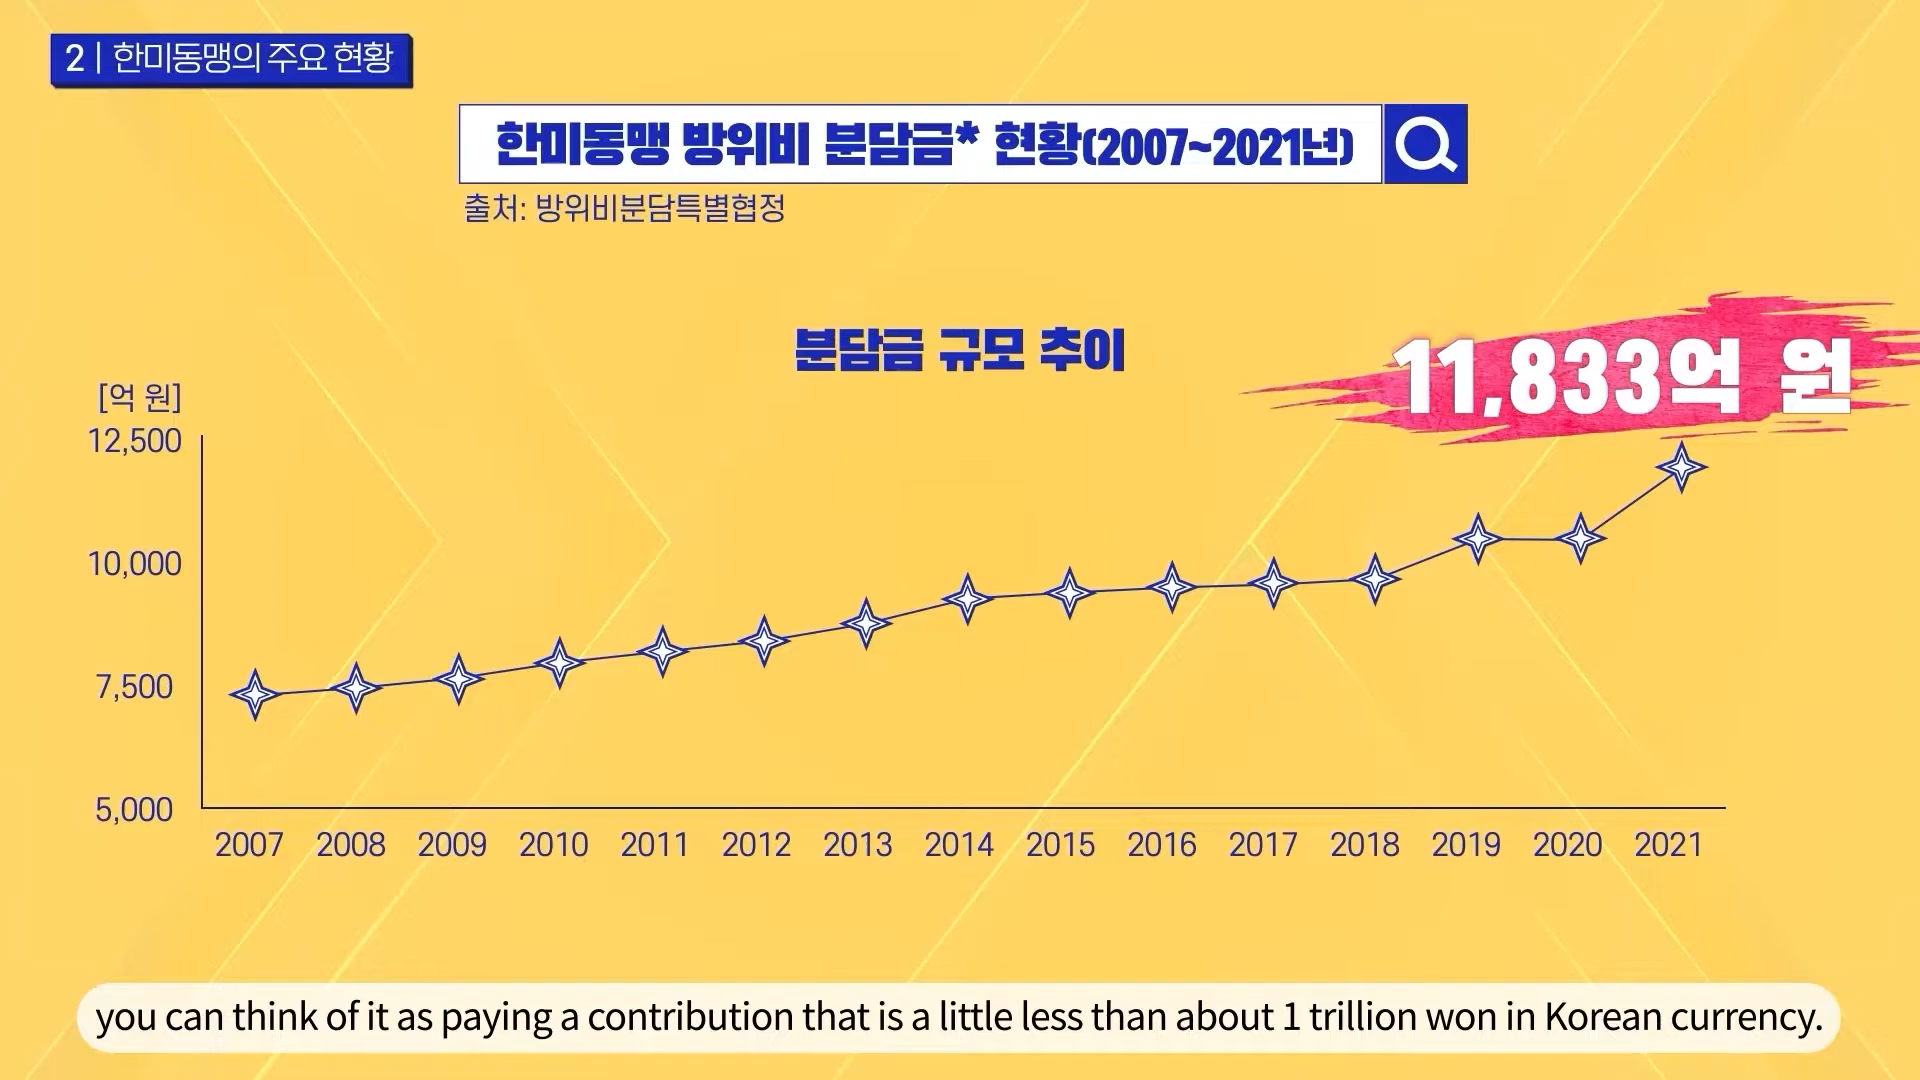 2 | 한미동맹의 주요 현황
한미동맹 방위비 분담금* 현황(2007~2021년)
출처: 방위비분담특별협정
분담금 규모 추이
11,833억 원
[억 원]
12,500
10,000
7,500
5,000
2007 2008 2009 2010 2011 2012 2013 2014 2015 2016 2017 2018 2019 2020 2021
you can think of it as paying a contribution that is a little less than about 1 trillion won in Korean currency.